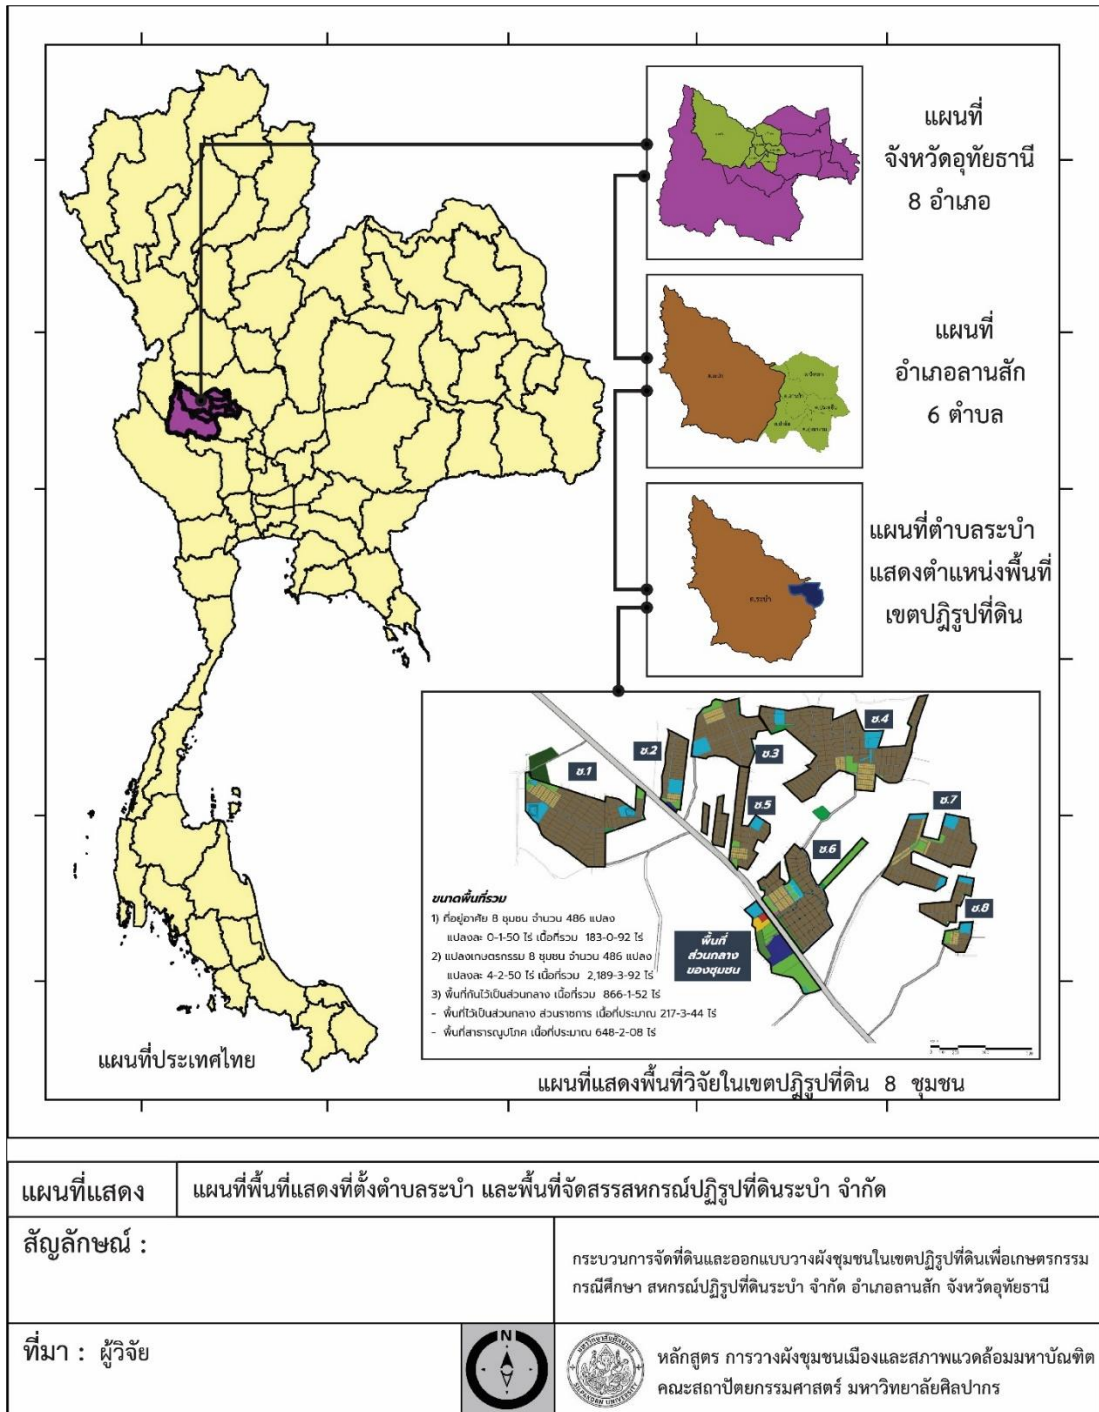 แผนที่
จังหวัดอุทัยธานี
8 อำเภอ
แผนที่
อำเภอลานสัก
6 ตำบล
ต.ระบำ
แผนที่ตำบลระบำ
แสดงตำแหน่งพื้นที่
เขตปฎิรูปที่ดิน
ช.1
ช.2
ช.3
ช.4
ช.5
ช.6
ช.7
ช.8
พื้นที่
ส่วนกลาง
ของชุมชน
ขนาดพื้นที่รวม
1) ที่อยู่อาศัย 8 ชุมชน จำนวน 486 แปลง
แปลงละ 0-1-50 ไร่ เนื้อที่รวม 183-0-92 ไร่
2) แปลงเกษตรกรรม 8 ชุมชน จำนวน 486 แปลง
แปลงละ 4-2-50 ไร่ เนื้อที่รวม 2,189-3-92 ไร่
3) พื้นที่กันไว้เป็นส่วนกลาง เนื้อที่รวม 866-1-52 ไร่
- พื้นที่ไว้เป็นส่วนกลาง ส่วนราชการ เนื้อที่ประมาณ 217-3-44 ไร่
- พื้นที่สาธารณูปโภค เนื้อที่ประมาณ 648-2-08 ไร่
แผนที่ประเทศไทย
แผนที่แสดงพื้นที่วิจัยในเขตปฎิรูปที่ดิน 8 ชุมชน
แผนที่แสดง
แผนที่พื้นที่แสดงที่ตั้งตำบลระบำ และพื้นที่จัดสรรสหกรณ์ปฏิรูปที่ดินระบำ จำกัด
สัญลักษณ์ :
กระบวนการจัดที่ดินและออกแบบวางผังชุมชนในเขตปฏิรูปที่ดินเพื่อเกษตรกรรม
กรณีศึกษา สหกรณ์ปฏิรูปที่ดินระบำ จำกัด อำเภอลานสัก จังหวัดอุทัยธานี
ที่มา : ผู้วิจัย
N
มหาวิทยาลัยศิลปากร
SILPAKORN UNIVERSITY
หลักสูตร การวางผังชุมชนเมืองและสภาพแวดล้อมมหาบัณฑิต
คณะสถาปัตยกรรมศาสตร์ มหาวิทยาลัยศิลปากร